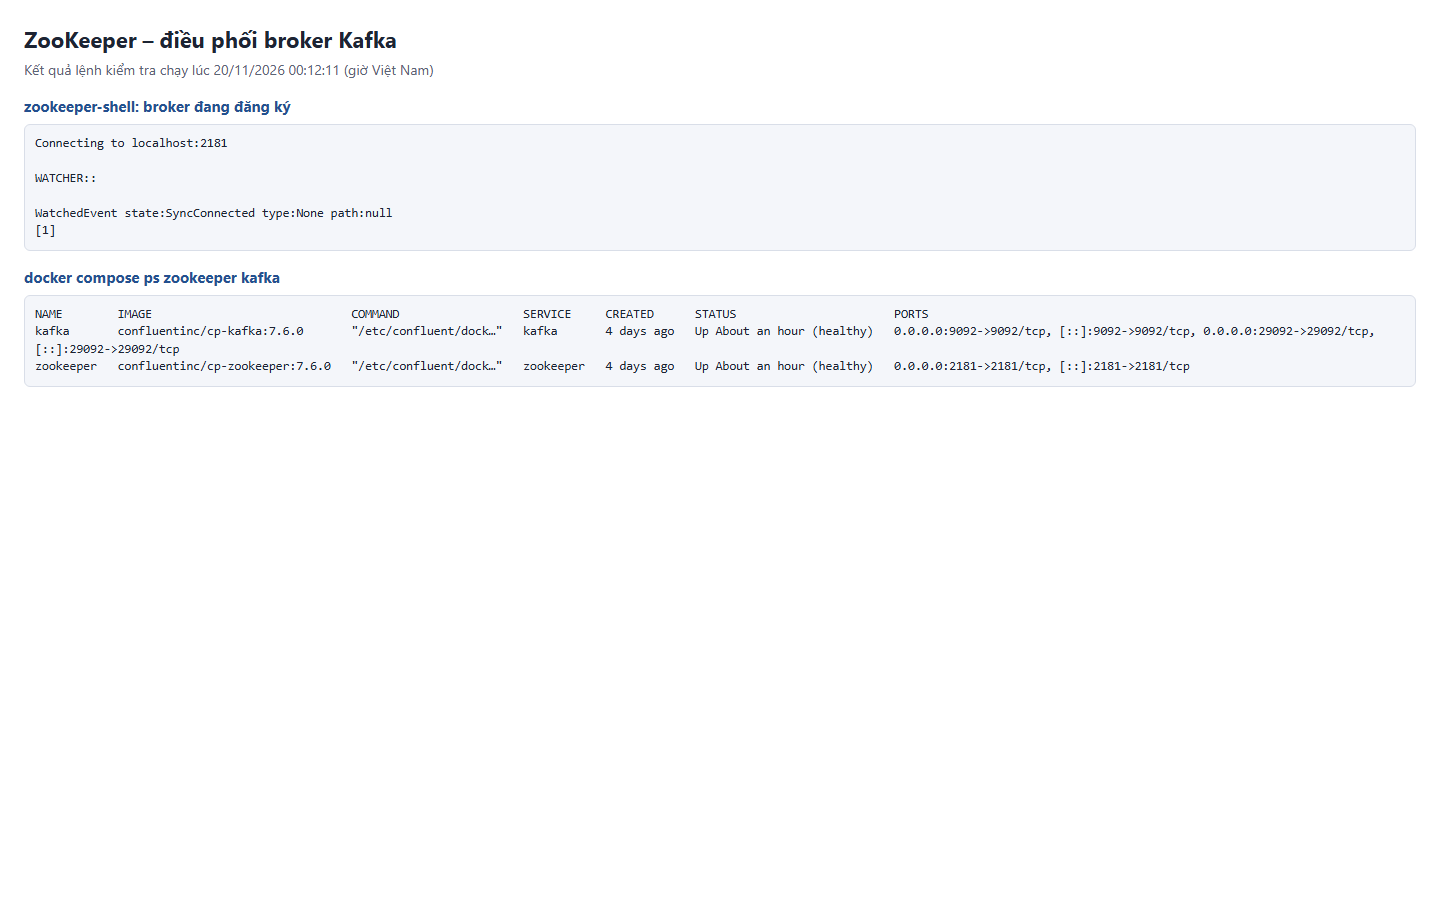 ZooKeeper – điều phối broker Kafka
Kết quả lệnh kiểm tra chạy lúc 20/11/2026 00:12:11 (giờ Việt Nam)
zookeeper-shell: broker đang đăng ký
Connecting to localhost:2181
WATCHER::
WatchedEvent state:SyncConnected type:None path:null
[1]
docker compose ps zookeeper kafka
NAME        IMAGE                             COMMAND                  SERVICE     CREATED      STATUS                       PORTS
kafka       confluentinc/cp-kafka:7.6.0       "/etc/confluent/dock…"   kafka       4 days ago   Up About an hour (healthy)   0.0.0.0:9092->9092/tcp, [::]:9092->9092/tcp, 0.0.0.0:29092->29092/tcp,
[::]:29092->29092/tcp
zookeeper   confluentinc/cp-zookeeper:7.6.0   "/etc/confluent/dock…"   zookeeper   4 days ago   Up About an hour (healthy)   0.0.0.0:2181->2181/tcp, [::]:2181->2181/tcp